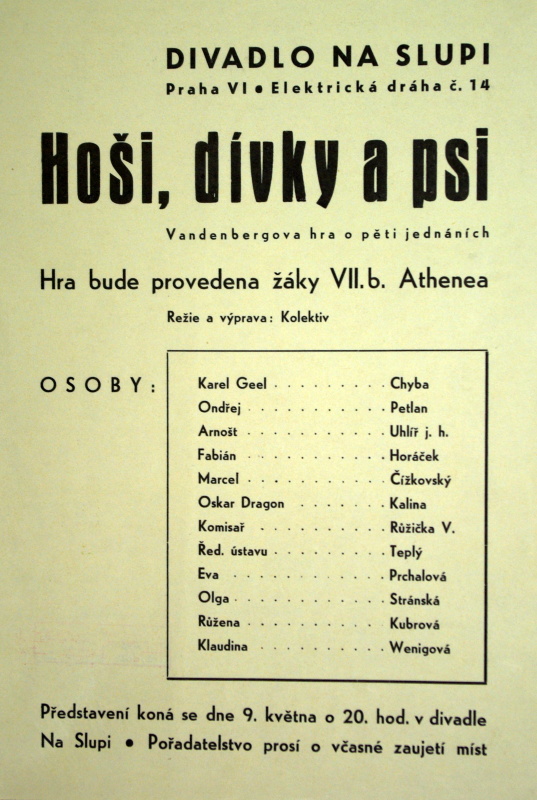 DIVADLO NA SLUPI
Praha VI • Elektrická dráha č. 14
Hoši, dívky a psi
Vandenbergova hra o pěti jednáních
Hra bude provedena žáky VII. b. Athenea
Režie a výprava: Kolektiv
OSOBY:
Karel Geel . . . . . . . . . . Chyba
Ondřej . . . . . . . . . . . . Petlan
Arnošt . . . . . . . . . . . . Uhlíř j. h.
Fabián . . . . . . . . . . . . Horáček
Marcel . . . . . . . . . . . . Čížkovský
Oskar Dragon . . . . . . . . . Kalina
Komisař . . . . . . . . . . . Růžička V.
Řed. ústavu . . . . . . . . . Teplý
Eva . . . . . . . . . . . . . Prchalová
Olga . . . . . . . . . . . . . Stránská
Růžena . . . . . . . . . . . . Kubrová
Klaudina . . . . . . . . . . . Wenigová
Představení koná se dne 9. května o 20. hod. v divadle
Na Slupi • Pořadatelstvo prosí o včasné zaujetí míst